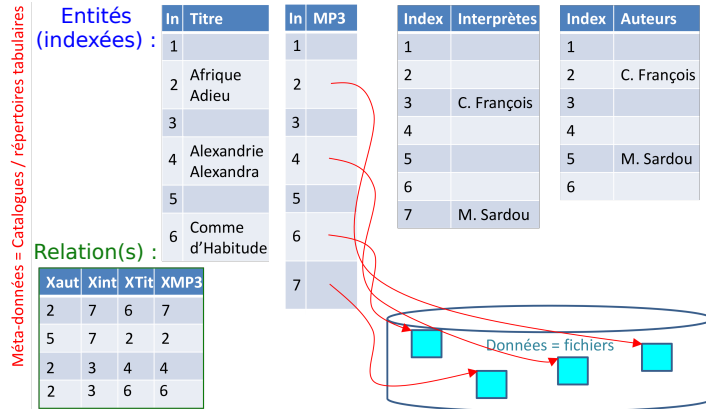 Méta-données = Catalogues / répertoires tabulaires
Entités
(indexées) :
In Titre
1
2 Afrique
Adieu
3
4 Alexandrie
Alexandra
5
6 Comme
d'Habitude
In MP3
1
2
3
4
5
6
7
Index Interprètes
1
2
3 C. François
4
5
6
7 M. Sardou
Index Auteurs
1
2 C. François
3
4
5 M. Sardou
6
Relation(s) :
Xaut Xint XTit XMP3
2 7 6 7
5 7 2 2
2 3 4 4
2 3 6 6
Données = fichiers